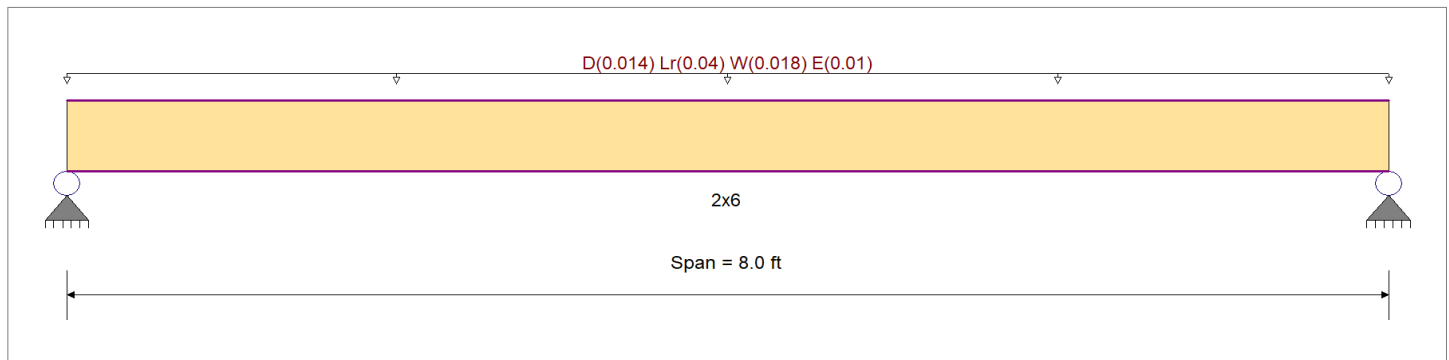 D(0.014) Lr(0.04) W(0.018) E(0.01)
2x6
Span = 8.0 ft